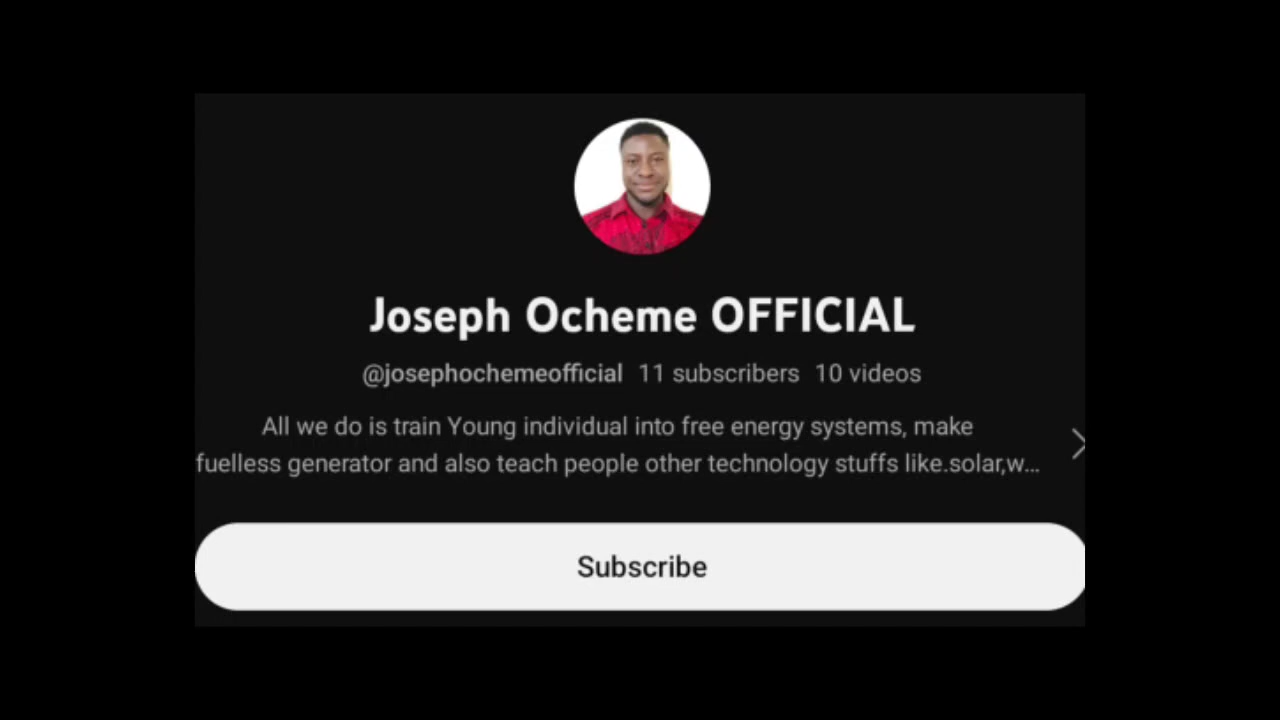 Joseph Ocheme OFFICIAL
@josephochemeofficial 11 subscribers 10 videos
All we do is train Young individual into free energy systems, make
fuelless generator and also teach people other technology stuffs like.solar,w...
Subscribe